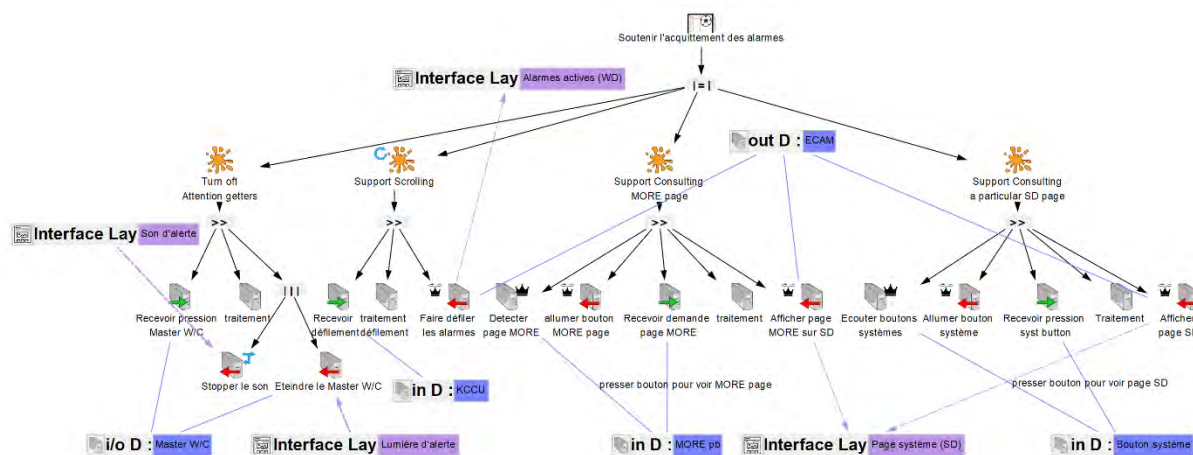 Soutenir l'acquittement des alarmes
|=|
Interface Lay Alarmes actives (WD)
out D : ECAM
Turn off
Attention getters
Support Scrolling
Support Consulting
MORE page
Support Consulting
a particular SD page
>>
>>
>>
>>
Interface Lay Son d'alerte
|||
Recevoir pression
Master W/C
traitement
Recevoir
défilement
traitement
défilement
Faire défiler
les alarmes
Detecter
page MORE
allumer bouton
MORE page
Recevoir demande
page MORE
traitement
Afficher page
MORE sur SD
Ecouter boutons
systèmes
Allumer bouton
système
Recevoir pression
syst button
Traitement
Afficher
page
Stopper le son
Eteindre le Master W/C
in D : KCCU
presser bouton pour voir MORE page
presser bouton pour voir page SD
i/o D : Master W/C
Interface Lay Lumière d'alerte
in D : MORE pb
Interface Lay Page système (SD)
in D : Bouton système